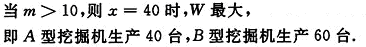 当 m > 10,则 x = 40 时,W 最大,
即 A 型挖掘机生产 40 台,B 型挖掘机生产 60 台.